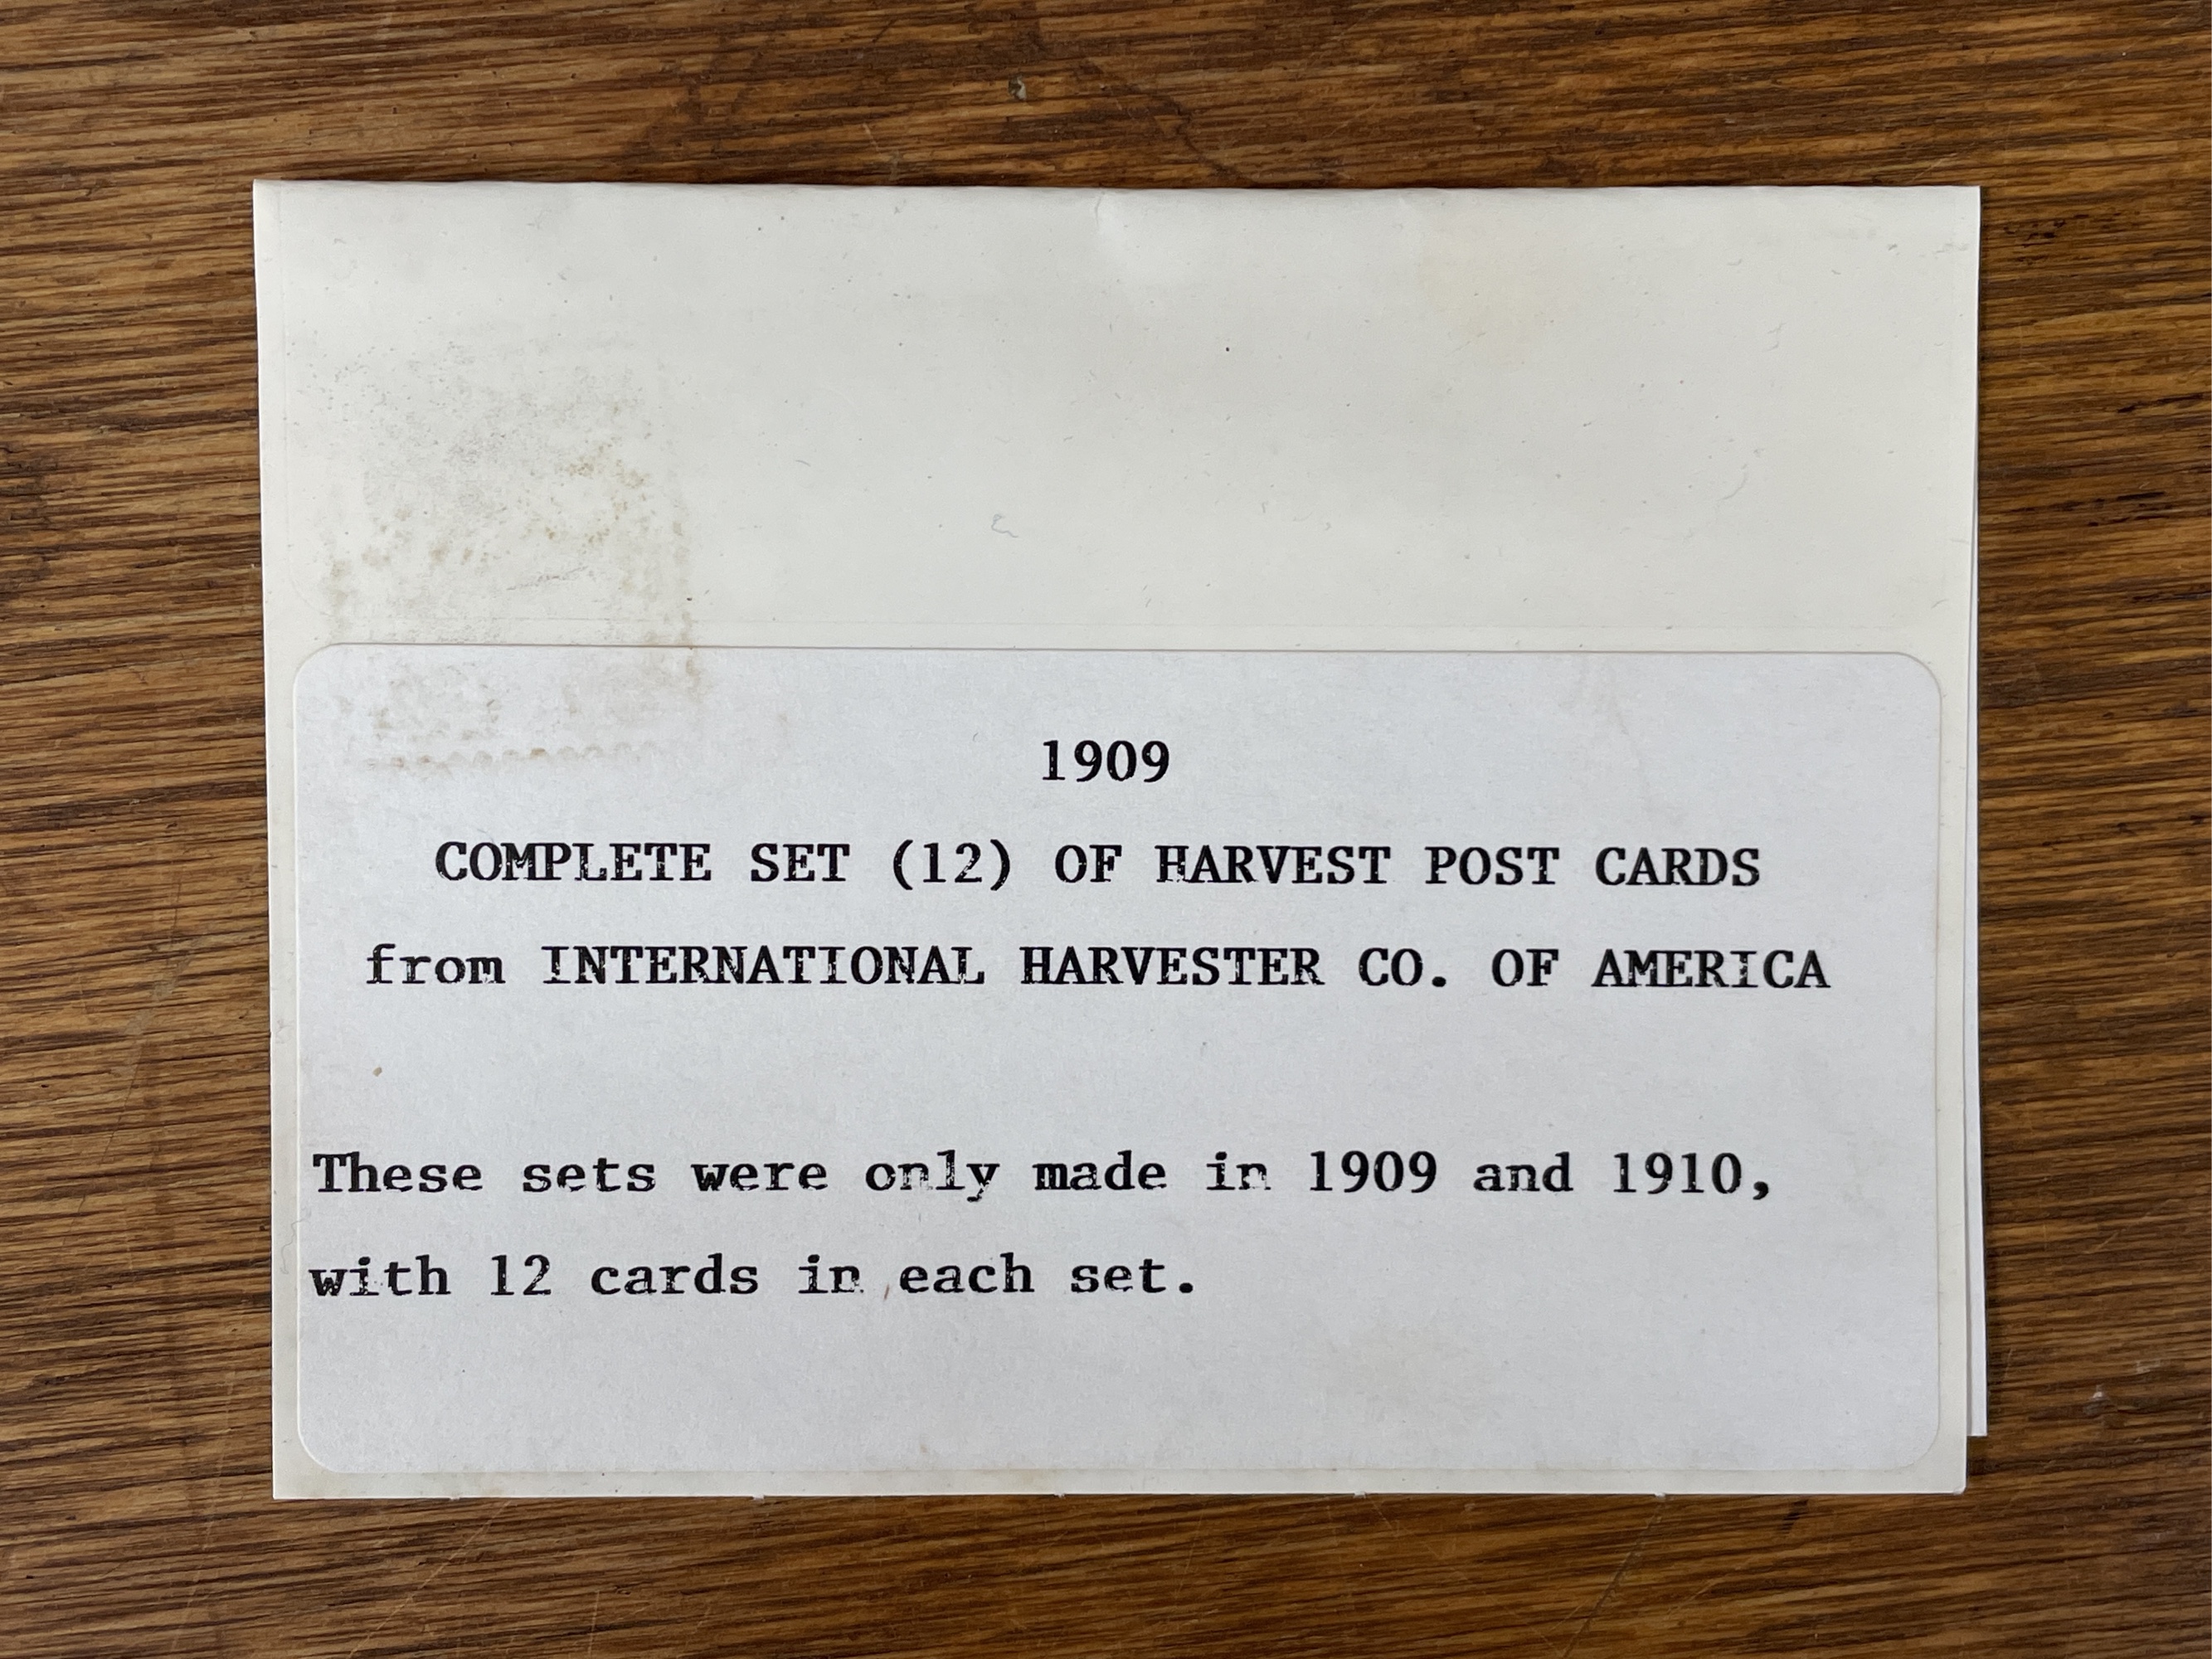 1909
COMPLETE SET (12) OF HARVEST POST CARDS
from INTERNATIONAL HARVESTER CO. OF AMERICA
These sets were only made in 1909 and 1910,
with 12 cards in each set.